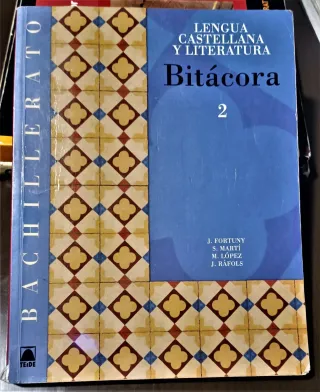 BACHILLERATO
LENGUA
CASTELLANA
Y LITERATURA
Bitácora
2
J. FORTUNY
S. MARTÍ
M. LÓPEZ
J. RÀFOLS
TEIDE